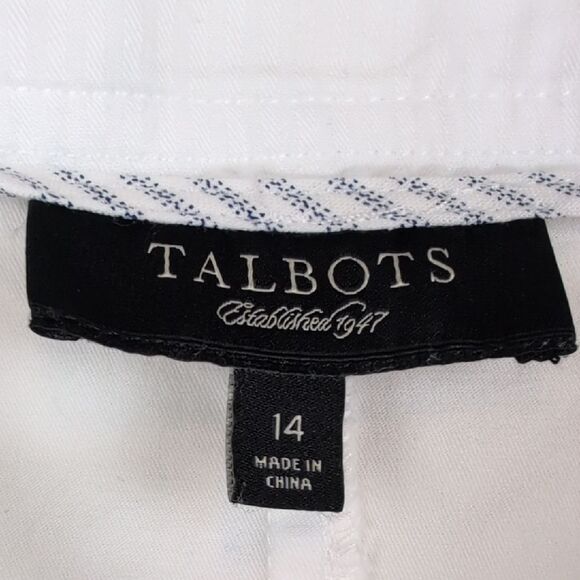 TALBOTS
Established 1947
14
MADE IN
CHINA